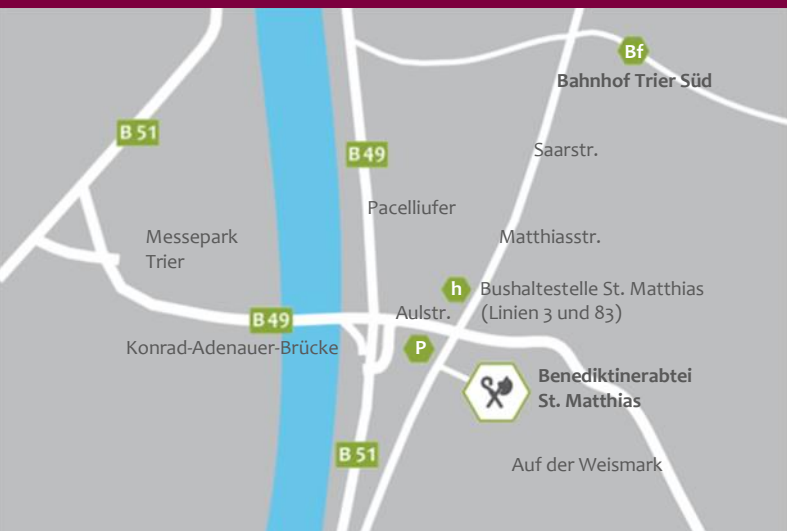 Bf
Bahnhof Trier Süd
B 51
B 49
Saarstr.
Pacelliufer
Matthiasstr.
Messepark
Trier
h
Bushaltestelle St. Matthias
(Linien 3 und 83)
Aulstr.
B 49
Konrad-Adenauer-Brücke
P
Benediktinerabtei
St. Matthias
B 51
Auf der Weismark